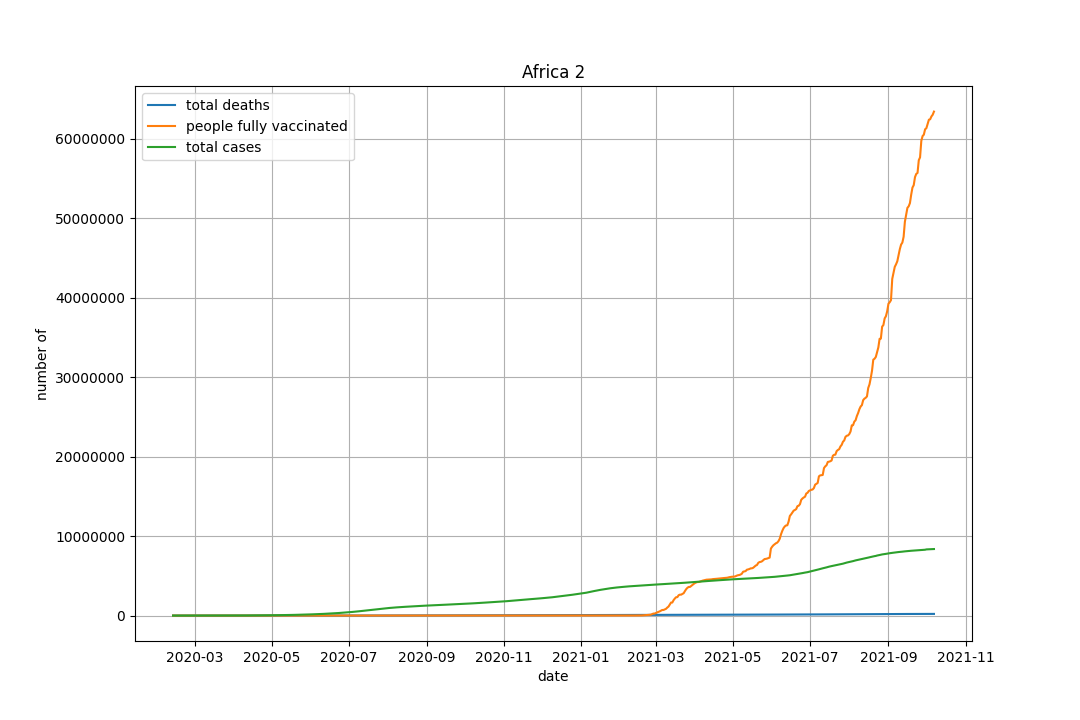 Africa 2
total deaths
people fully vaccinated
total cases
60000000
50000000
40000000
30000000
20000000
10000000
0
number of
2020-03 2020-05 2020-07 2020-09 2020-11 2021-01 2021-03 2021-05 2021-07 2021-09 2021-11
date